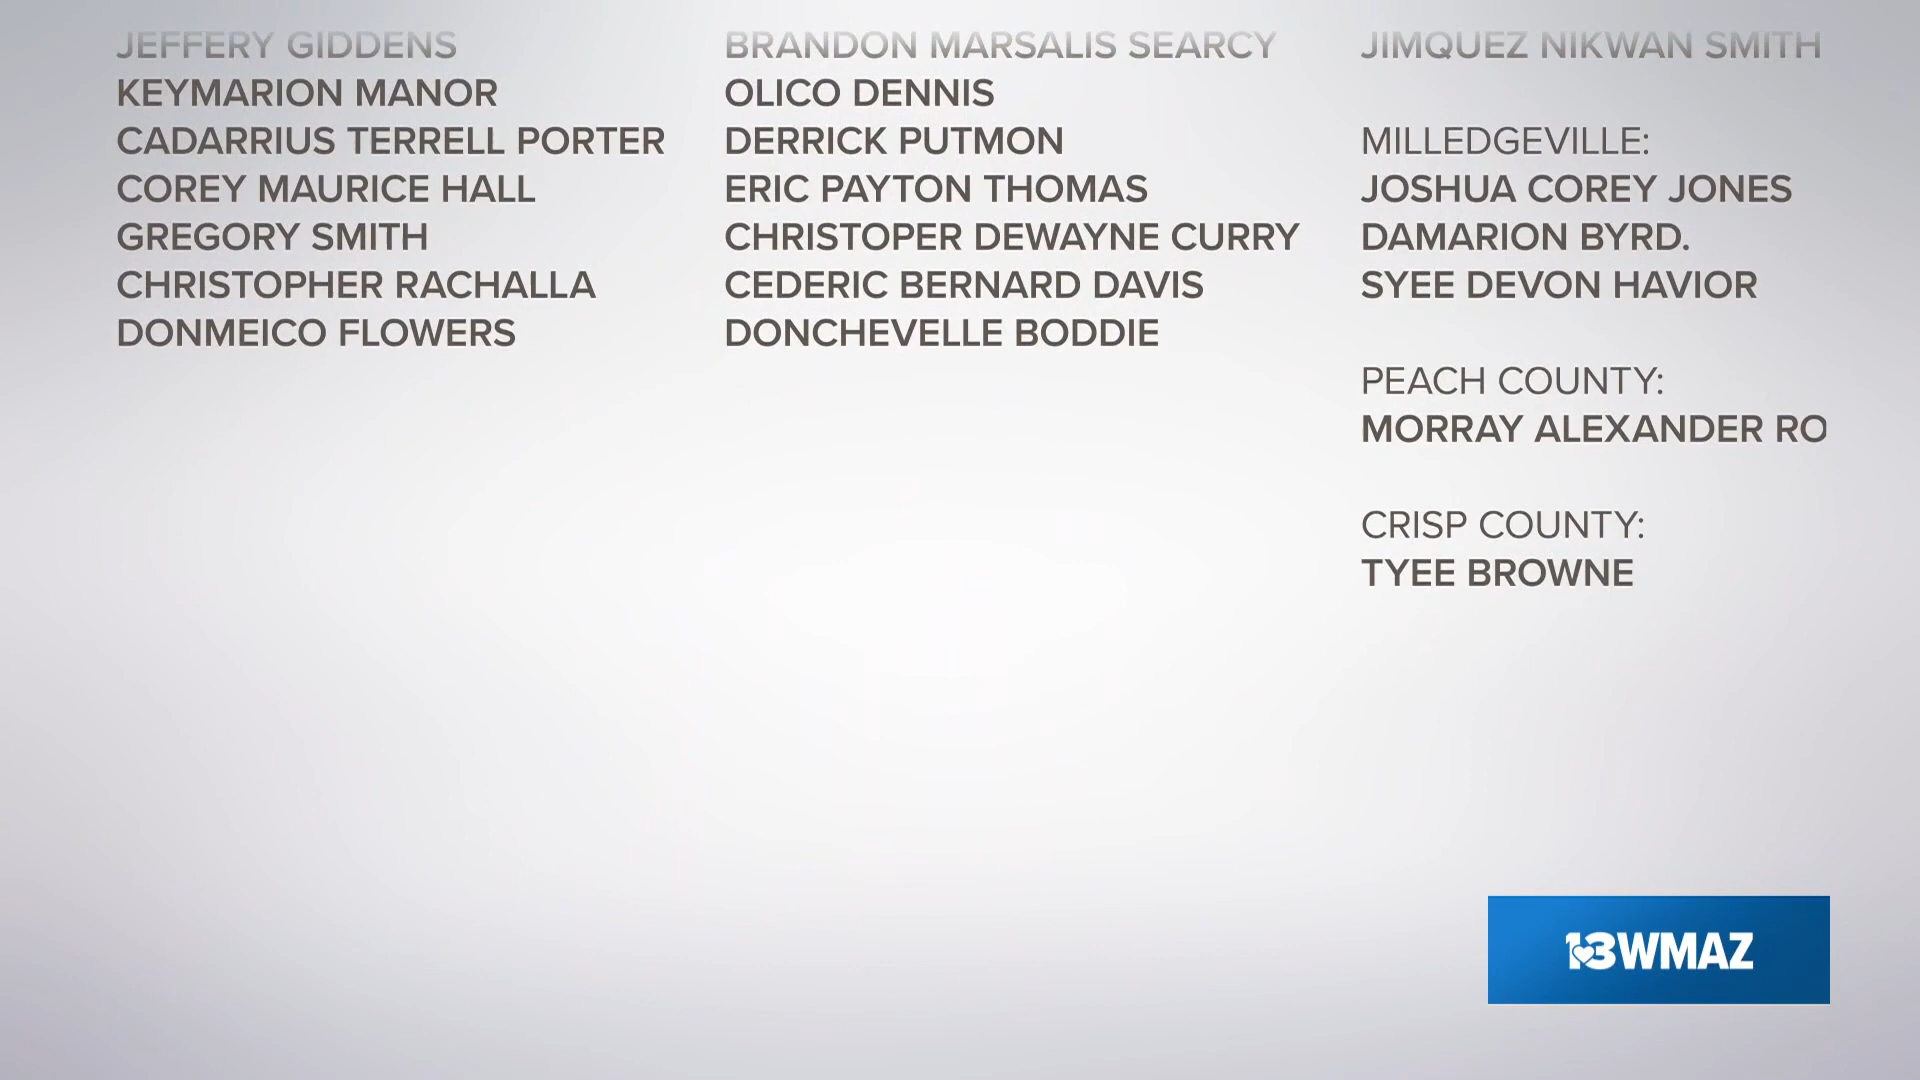 JEFFERY GIDDENS
KEYMARION MANOR
CADARRIUS TERRELL PORTER
COREY MAURICE HALL
GREGORY SMITH
CHRISTOPHER RACHALLA
DONMEICO FLOWERS
BRANDON MARSALIS SEARCY
OLICO DENNIS
DERRICK PUTMON
ERIC PAYTON THOMAS
CHRISTOPER DEWAYNE CURRY
CEDERIC BERNARD DAVIS
DONCHEVELLE BODDIE
JIMQUEZ NIKWAN SMITH
MILLEDGEVILLE:
JOSHUA COREY JONES
DAMARION BYRD.
SYEE DEVON HAVIOR
PEACH COUNTY:
MORRAY ALEXANDER RO
CRISP COUNTY:
TYEE BROWNE
13WMAZ